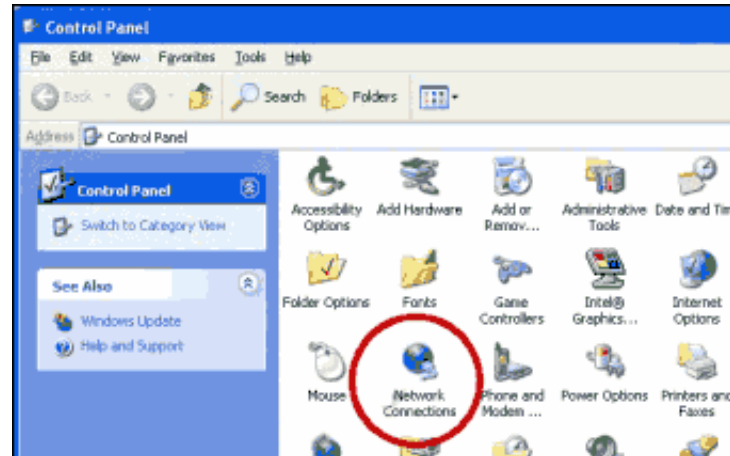 Control Panel
File Edit View Favorites Tools Help
Back Search Folders
Address Control Panel
Control Panel
Switch to Category View
See Also
Windows Update
Help and Support
Accessibility Options
Add Hardware
Add or Remov...
Administrative Tools
Date and Tim
Folder Options
Fonts
Game Controllers
Intel® Graphics...
Internet Options
Mouse
Network Connections
Phone and Modem ...
Power Options
Printers and Faxes